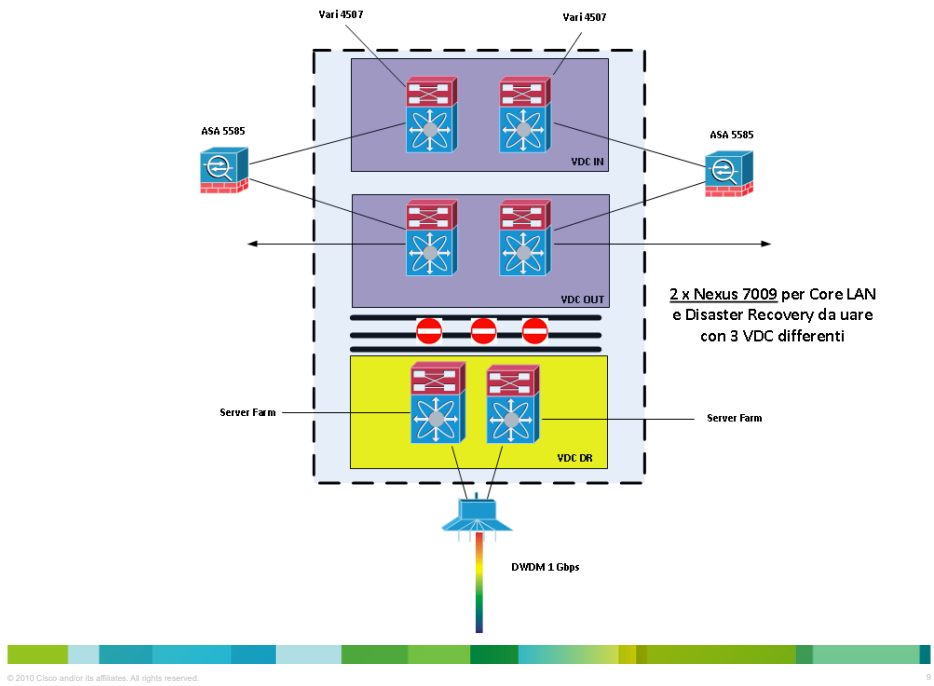 Vari 4507
Vari 4507
ASA 5585
ASA 5585
VDC IN
VDC OUT
2 x Nexus 7009 per Core LAN
e Disaster Recovery da uare
con 3 VDC differenti
Server Farm
Server Farm
VDC DR
DWDM 1 Gbps
© 2010 Cisco and/or its affiliates. All rights reserved.
9